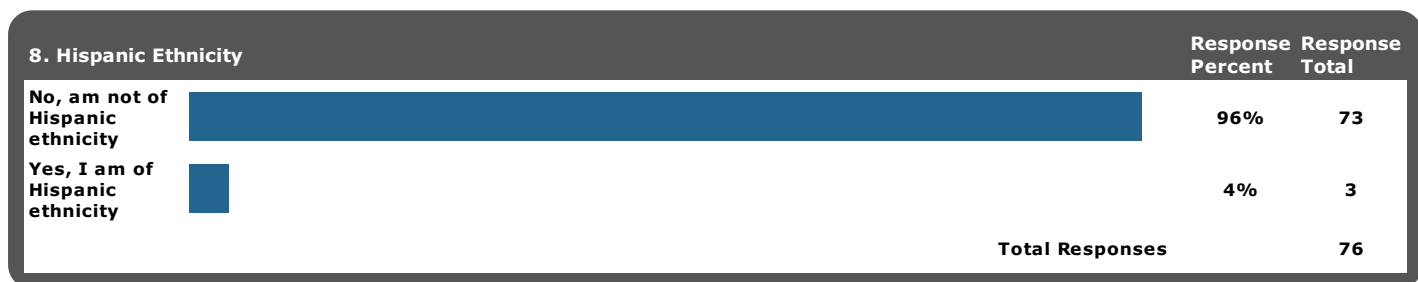 8. Hispanic Ethnicity
Response Response
Percent Total
No, am not of
Hispanic
ethnicity
96% 73
Yes, I am of
Hispanic
ethnicity
4% 3
Total Responses 76